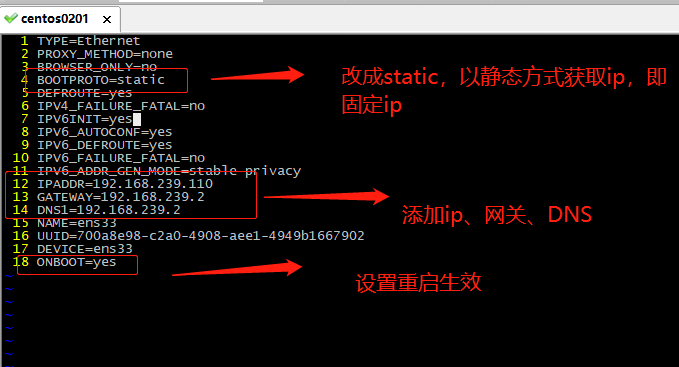 centos0201
1 TYPE=Ethernet
2 PROXY_METHOD=none
3 BROWSER_ONLY=no
4 BOOTPROTO=static
5 DEFROUTE=yes
6 IPV4_FAILURE_FATAL=no
7 IPV6INIT=yes
8 IPV6_AUTOCONF=yes
9 IPV6_DEFROUTE=yes
10 IPV6_FAILURE_FATAL=no
11 IPV6_ADDR_GEN_MODE=stable-privacy
12 IPADDR=192.168.239.110
13 GATEWAY=192.168.239.2
14 DNS1=192.168.239.2
15 NAME=ens33
16 UUID=700a8e98-c2a0-4908-aee1-4949b1667902
17 DEVICE=ens33
18 ONBOOT=yes
~
~
~
~
~
改成static，以静态方式获取ip，即
固定ip
添加ip、网关、DNS
设置重启生效